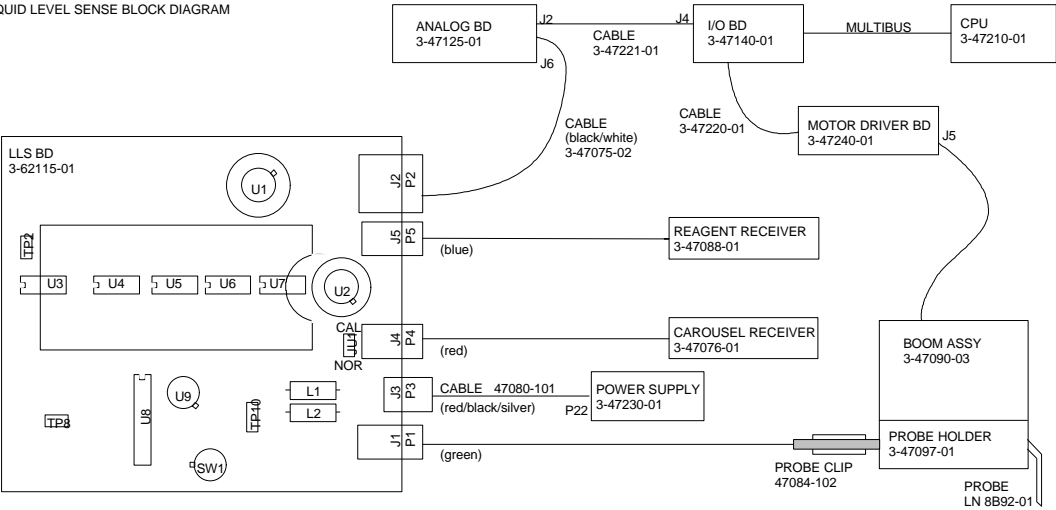 QUID LEVEL SENSE BLOCK DIAGRAM
ANALOG BD
3-47125-01
J2
J6
CABLE
3-47221-01
J4
I/O BD
3-47140-01
MULTIBUS
CPU
3-47210-01
CABLE
(black/white)
3-47075-02
CABLE
3-47220-01
MOTOR DRIVER BD
3-47240-01
J5
LLS BD
3-62115-01
U1
J2
P2
TP2
J5
P5
(blue)
REAGENT RECEIVER
3-47088-01
U3
U4
U5
U6
U7
U2
CAL
JU1
NOR
J4
P4
(red)
CAROUSEL RECEIVER
3-47076-01
BOOM ASSY
3-47090-03
L1
L2
J3
P3
CABLE 47080-101
(red/black/silver)
P22
POWER SUPPLY
3-47230-01
U9
U8
TP8
TP10
SW1
J1
P1
(green)
PROBE CLIP
47084-102
PROBE HOLDER
3-47097-01
PROBE
LN 8B92-01